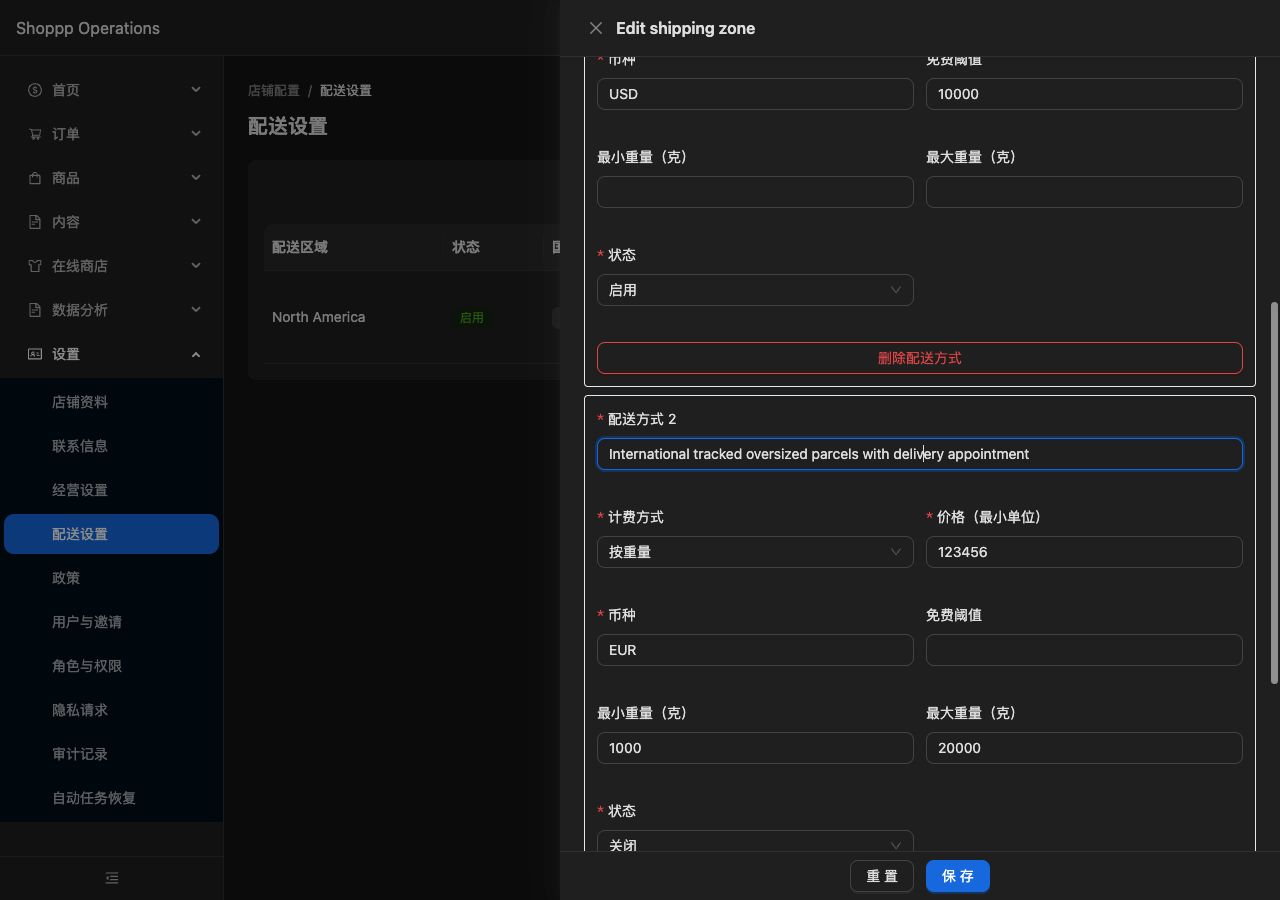 Shoppp Operations
首页
订单
商品
内容
在线商店
数据分析
设置
店铺资料
联系信息
经营设置
配送设置
政策
用户与邀请
角色与权限
隐私请求
审计记录
自动任务恢复
店铺配置 / 配送设置
配送设置
配送区域 状态
North America 启用
Edit shipping zone
* 币种 免费阈值
USD 10000
最小重量（克） 最大重量（克）
* 状态
启用
删除配送方式
* 配送方式 2
International tracked oversized parcels with delivery appointment
* 计费方式 * 价格（最小单位）
按重量 123456
* 币种 免费阈值
EUR
最小重量（克） 最大重量（克）
1000 20000
* 状态
关闭
重 置 保 存